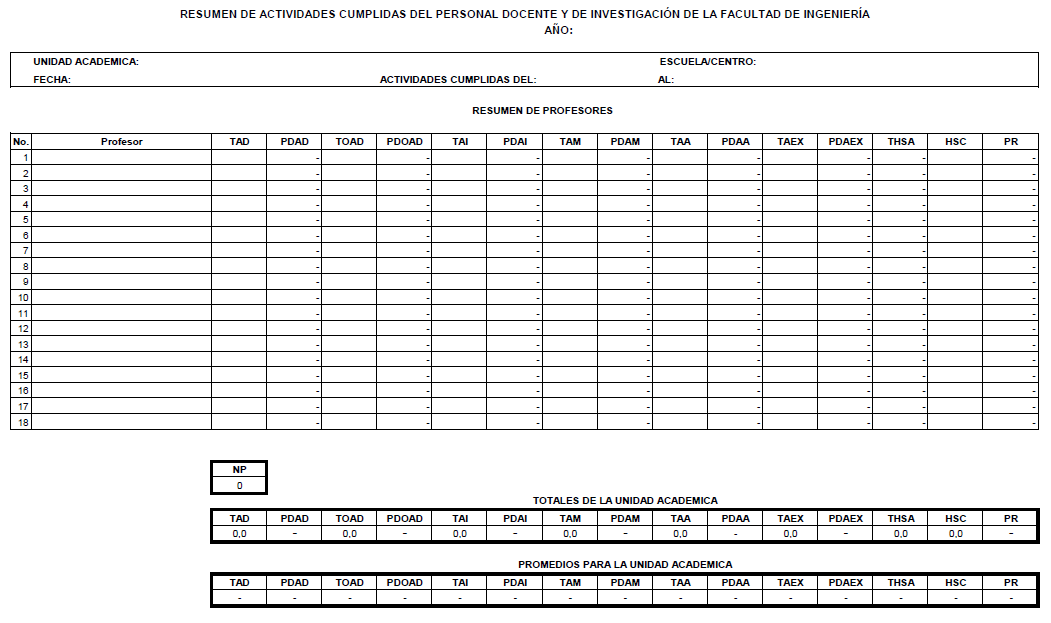 RESUMEN DE ACTIVIDADES CUMPLIDAS DEL PERSONAL DOCENTE Y DE INVESTIGACIÓN DE LA FACULTAD DE INGENIERÍA
AÑO:
UNIDAD ACADEMICA: ESCUELA/CENTRO:
FECHA: ACTIVIDADES CUMPLIDAS DEL: AL:
RESUMEN DE PROFESORES
No. Profesor TAD PDAD TOAD PDOAD TAI PDAI TAM PDAM TAA PDAA TAEX PDAEX THSA HSC PR
1 - - - - - - - -
2 - - - - - - - -
3 - - - - - - - -
4 - - - - - - - -
5 - - - - - - - -
6 - - - - - - - -
7 - - - - - - - -
8 - - - - - - - -
9 - - - - - - - -
10 - - - - - - - -
11 - - - - - - - -
12 - - - - - - - -
13 - - - - - - - -
14 - - - - - - - -
15 - - - - - - - -
16 - - - - - - - -
17 - - - - - - - -
18 - - - - - - - -
NP
0
TOTALES DE LA UNIDAD ACADEMICA
TAD PDAD TOAD PDOAD TAI PDAI TAM PDAM TAA PDAA TAEX PDAEX THSA HSC PR
0,0 - 0,0 - 0,0 - 0,0 - 0,0 - 0,0 - 0,0 0,0 -
PROMEDIOS PARA LA UNIDAD ACADEMICA
TAD PDAD TOAD PDOAD TAI PDAI TAM PDAM TAA PDAA TAEX PDAEX THSA HSC PR
- - - - - - - - - - - - - - -